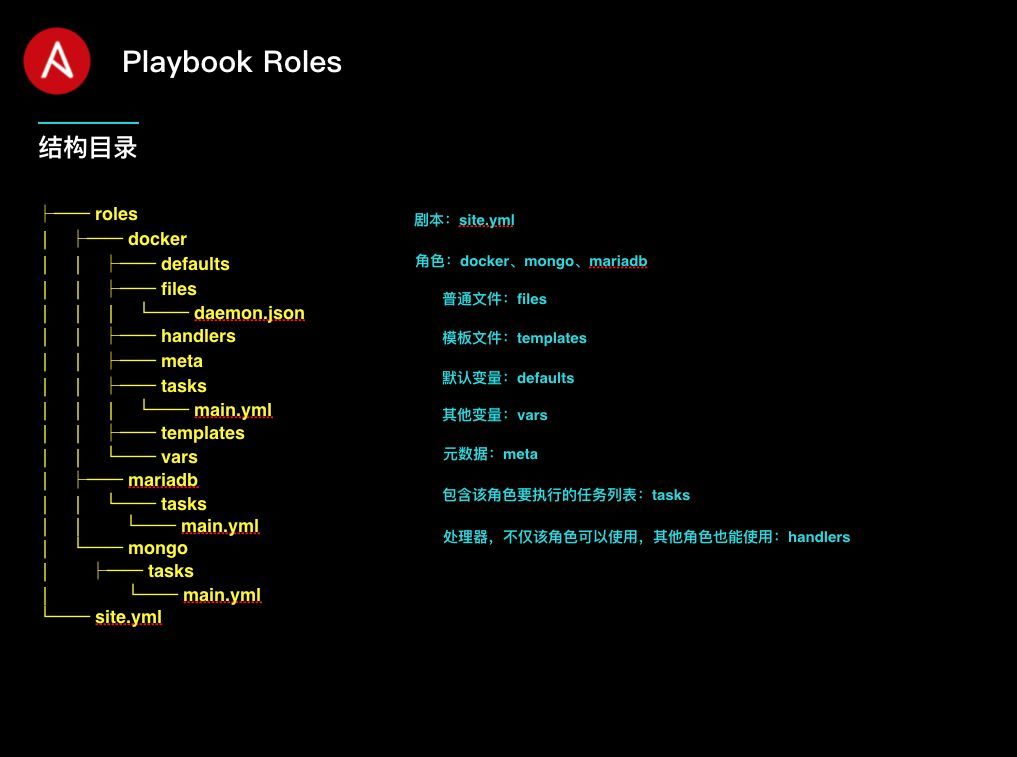 Playbook Roles
结构目录
├── roles
│ ├── docker
│ │ ├── defaults
│ │ ├── files
│ │ │ └── daemon.json
│ │ ├── handlers
│ │ ├── meta
│ │ ├── tasks
│ │ │ └── main.yml
│ │ ├── templates
│ │ └── vars
│ ├── mariadb
│ │ └── tasks
│ │ └── main.yml
│ └── mongo
│ ├── tasks
│ └── main.yml
└── site.yml
剧本：site.yml
角色：docker、mongo、mariadb
普通文件：files
模板文件：templates
默认变量：defaults
其他变量：vars
元数据：meta
包含该角色要执行的任务列表：tasks
处理器，不仅该角色可以使用，其他角色也能使用：handlers